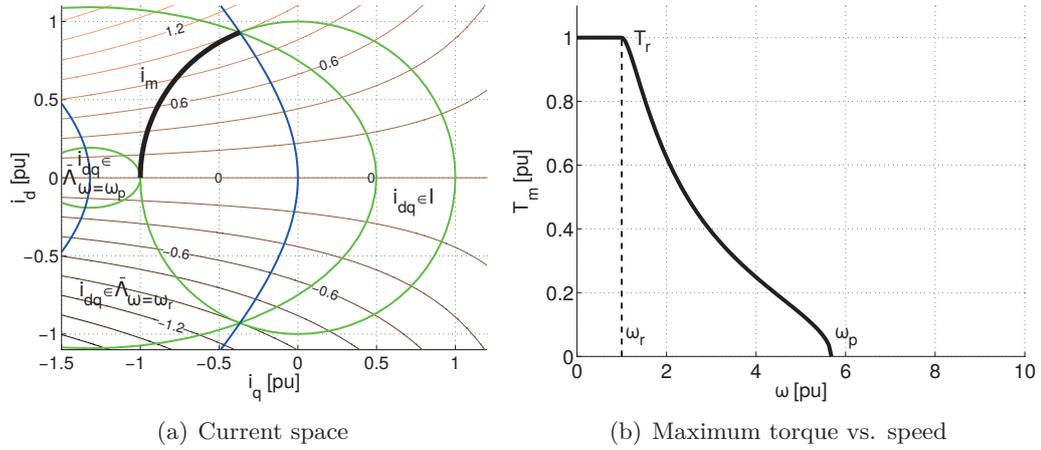 1
1.2
0.6
i_m
0.5
0.6
i_dq∈
Λ̄_ω=ω_p
0
0
0
i_dq∈I
−0.5
−0.6
i_dq∈Λ̄_ω=ω_r
−0.6
−1.2
−1
−1.5 −1 −0.5 0 0.5 1
i_q [pu]
i_d [pu]
(a) Current space
1
T_r
0.8
0.6
0.4
0.2
ω_r
ω_p
0
0 2 4 6 8 10
ω [pu]
T_m [pu]
(b) Maximum torque vs. speed